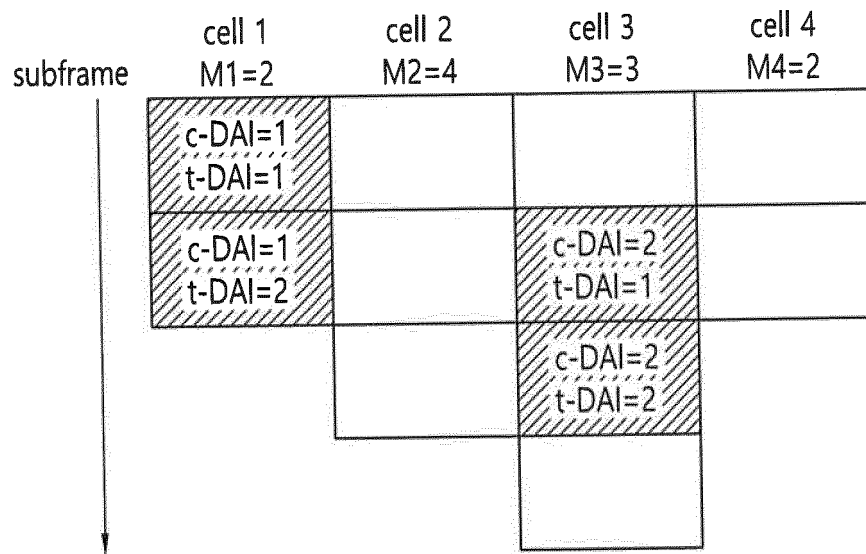 cell 1 cell 2 cell 3 cell 4
subframe M1=2 M2=4 M3=3 M4=2
c-DAI=1
t-DAI=1
c-DAI=1 c-DAI=2
t-DAI=2 t-DAI=1
c-DAI=2
t-DAI=2